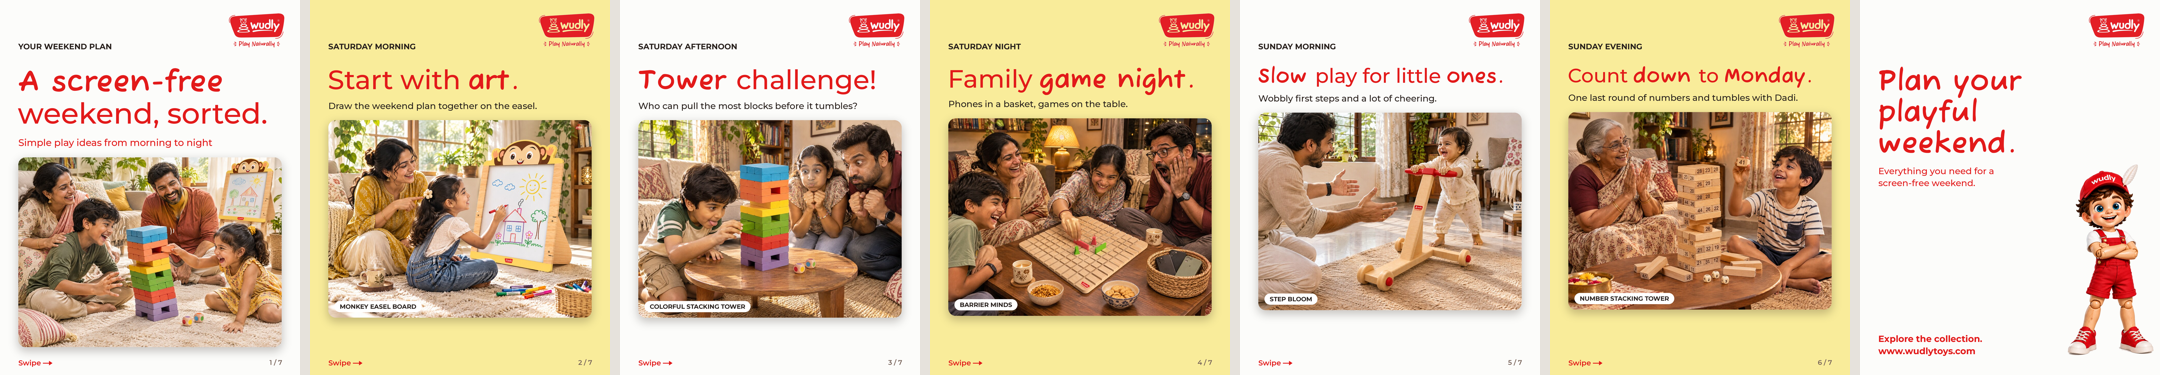 wudly
Play Naturally
YOUR WEEKEND PLAN
A screen-free
weekend, sorted.
Simple play ideas from morning to night
Swipe →
1 / 7
wudly
Play Naturally
SATURDAY MORNING
Start with art.
Draw the weekend plan together on the easel.
MONKEY EASEL BOARD
Swipe →
2 / 7
wudly
Play Naturally
SATURDAY AFTERNOON
Tower challenge!
Who can pull the most blocks before it tumbles?
COLORFUL STACKING TOWER
Swipe →
3 / 7
wudly
Play Naturally
SATURDAY NIGHT
Family game night.
Phones in a basket, games on the table.
BARRIER MINDS
Swipe →
4 / 7
wudly
Play Naturally
SUNDAY MORNING
Slow play for little ones.
Wobbly first steps and a lot of cheering.
STEP BLOOM
Swipe →
5 / 7
wudly
Play Naturally
SUNDAY EVENING
Count down to Monday.
One last round of numbers and tumbles with Dadi.
NUMBER STACKING TOWER
Swipe →
6 / 7
wudly
Play Naturally
Plan your
playful
weekend.
Everything you need for a
screen-free weekend.
wudly
Explore the collection.
www.wudlytoys.com